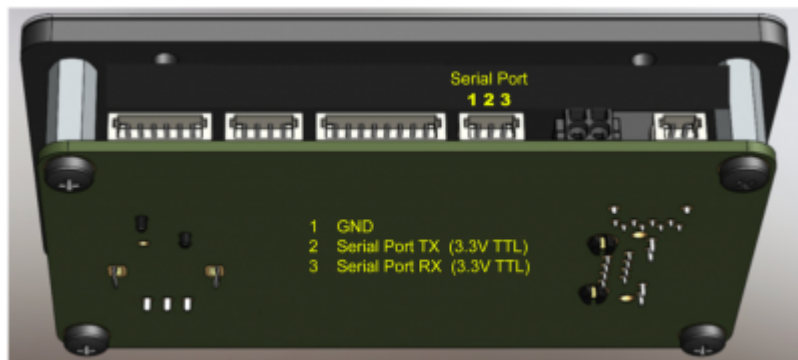 Serial Port
1 2 3
1 GND
2 Serial Port TX (3.3V TTL)
3 Serial Port RX (3.3V TTL)